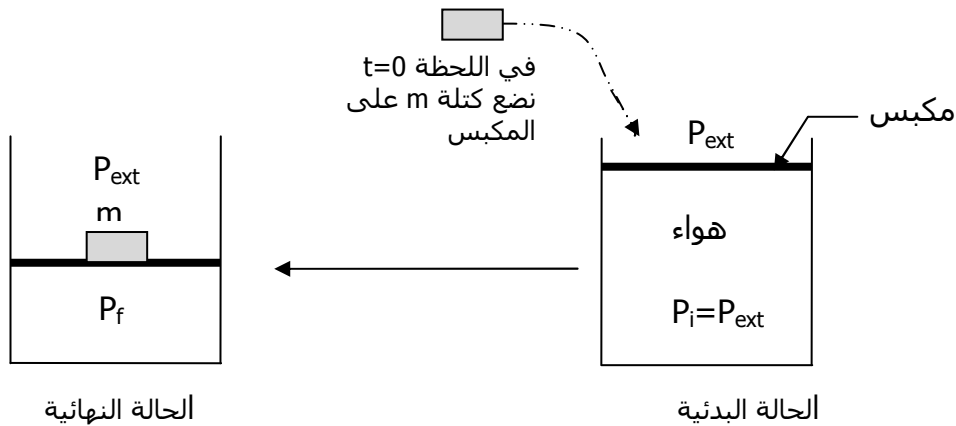 في اللحظة t=0
نضع كتلة m على
المكبس
مكبس
P_ext
هواء
P_i=P_ext
الحالة البدئية
P_ext
m
P_f
الحالة النهائية